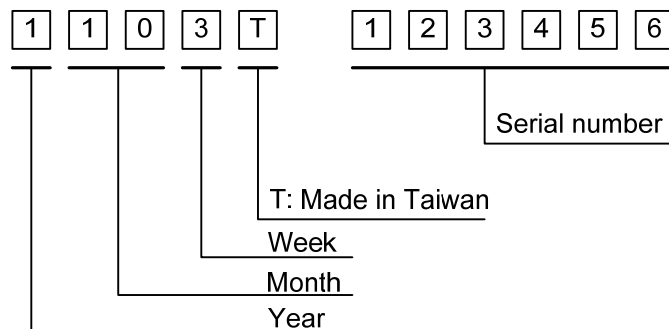 1 1 0 3 T 1 2 3 4 5 6
Serial number
T: Made in Taiwan
Week
Month
Year